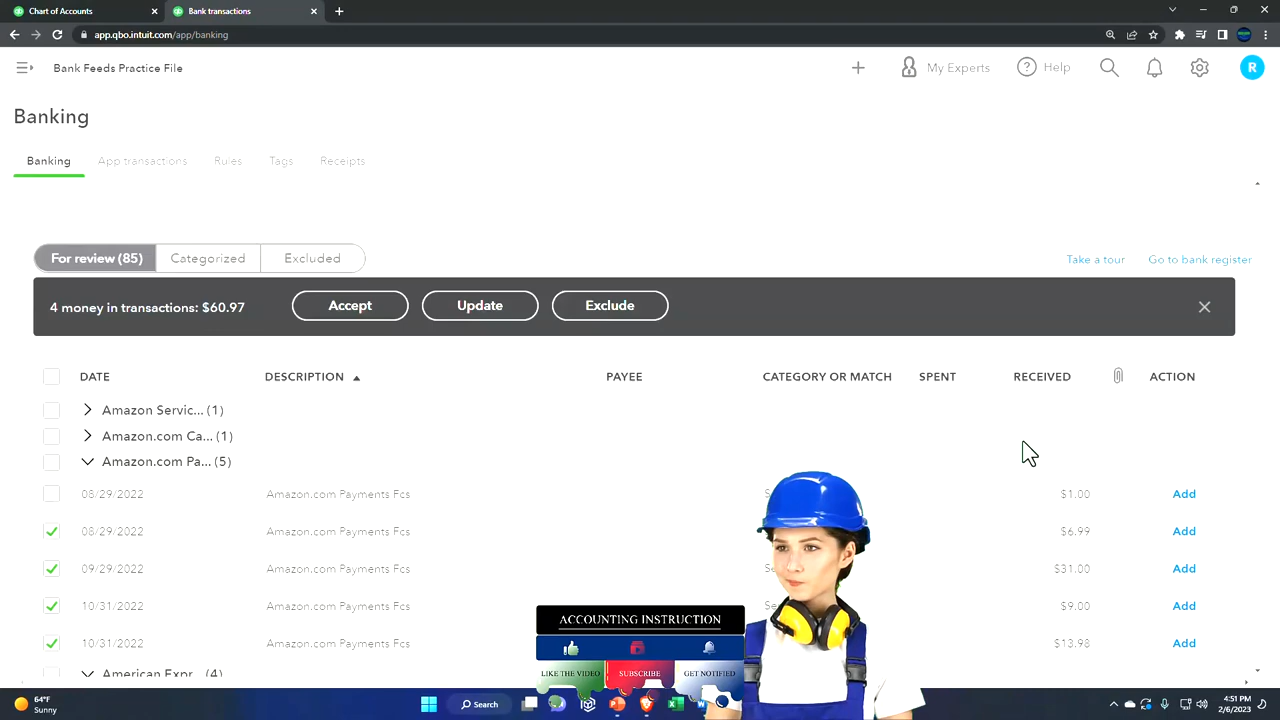 Chart of Accounts
Bank transactions
app.qbo.intuit.com/app/banking
Bank Feeds Practice File
My Experts
Help
R
Banking
Banking App transactions Rules Tags Receipts
For review (85) Categorized Excluded
Take a tour Go to bank register
4 money in transactions: $60.97 Accept Update Exclude
DATE DESCRIPTION PAYEE CATEGORY OR MATCH SPENT RECEIVED ACTION
Amazon Servic... (1)
Amazon.com Ca... (1)
Amazon.com Pa... (5)
08/29/2022 Amazon.com Payments Fcs $1.00 Add
08/29/2022 Amazon.com Payments Fcs $6.99 Add
09/29/2022 Amazon.com Payments Fcs $31.00 Add
10/31/2022 Amazon.com Payments Fcs $9.00 Add
10/31/2022 Amazon.com Payments Fcs $13.98 Add
American Expr... (4)
ACCOUNTING INSTRUCTION
LIKE THE VIDEO SUBSCRIBE GET NOTIFIED
64°F
Sunny
Search
4:51 PM
2/6/2023